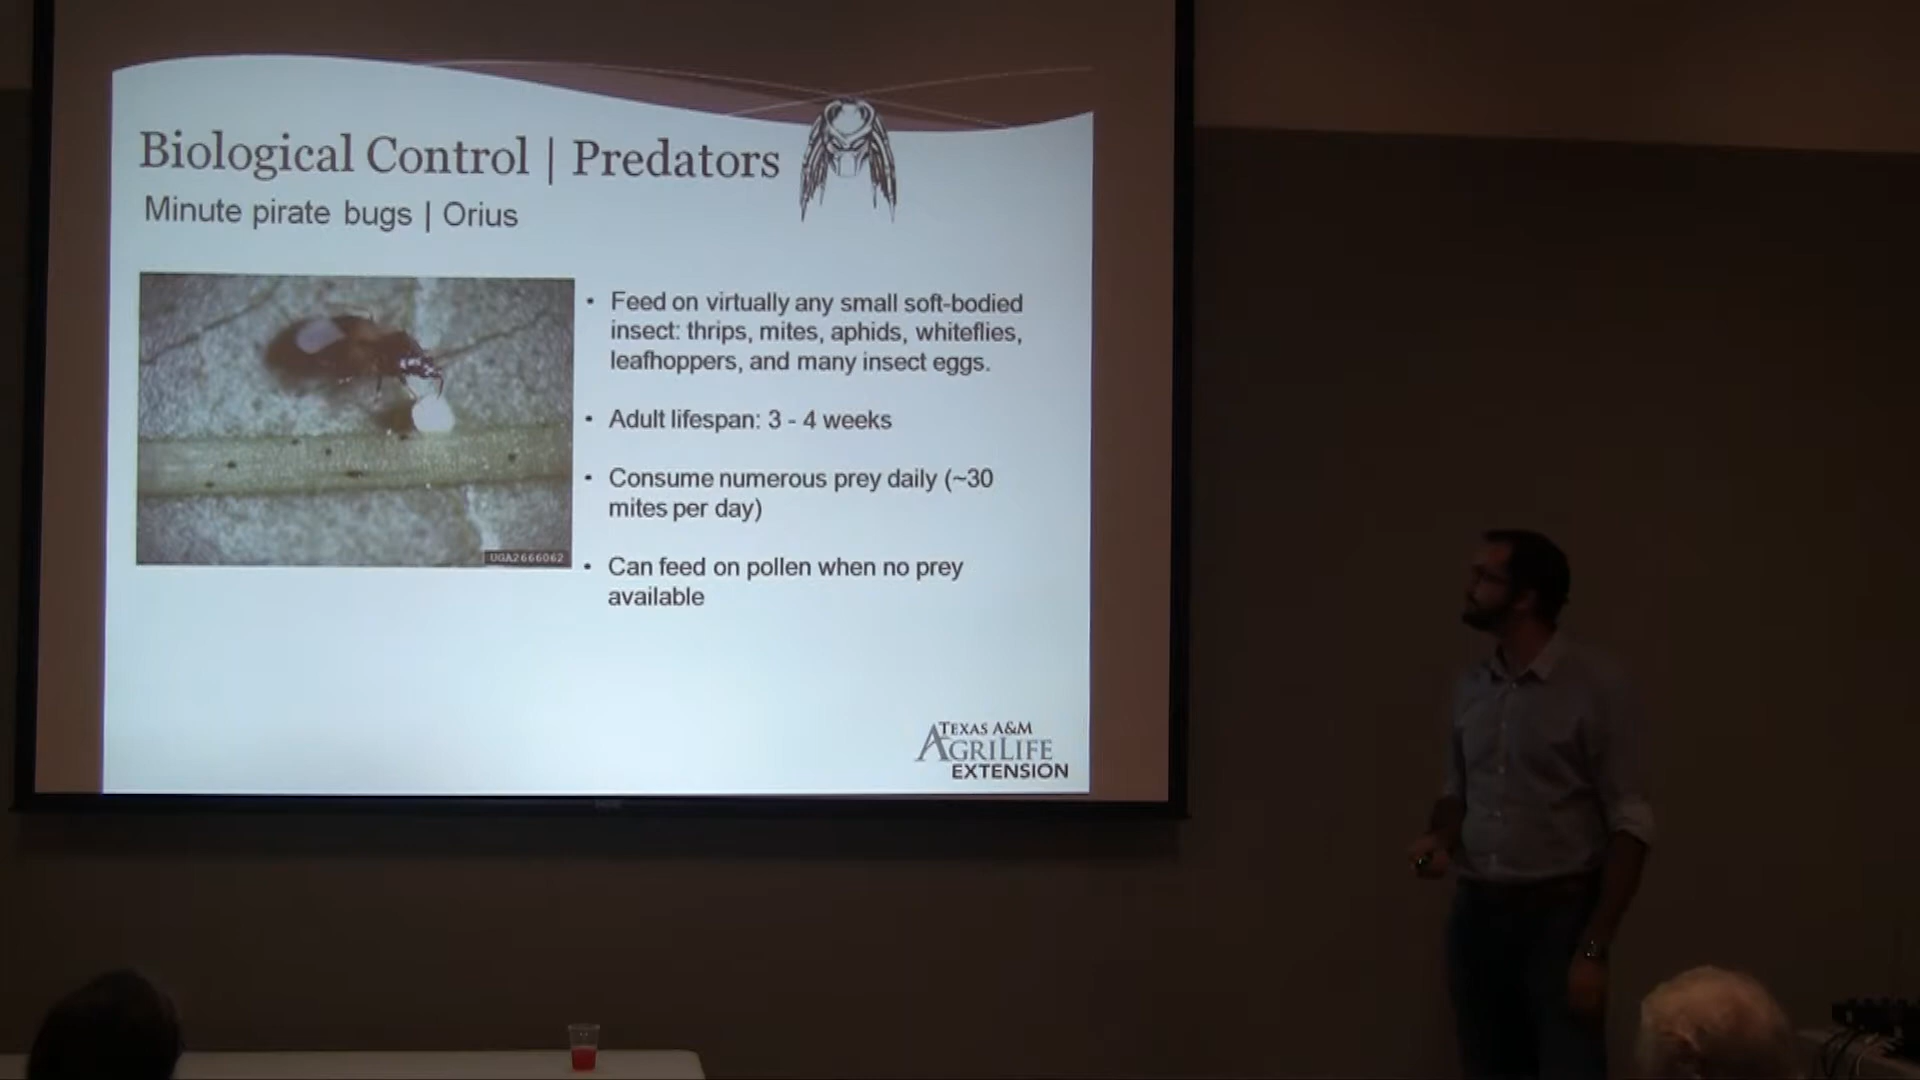 Biological Control | Predators
Minute pirate bugs | Orius
• Feed on virtually any small soft-bodied
insect: thrips, mites, aphids, whiteflies,
leafhoppers, and many insect eggs.
• Adult lifespan: 3 - 4 weeks
• Consume numerous prey daily (~30
mites per day)
• Can feed on pollen when no prey
available
UGA2666062
TEXAS A&M
AGRILIFE
EXTENSION